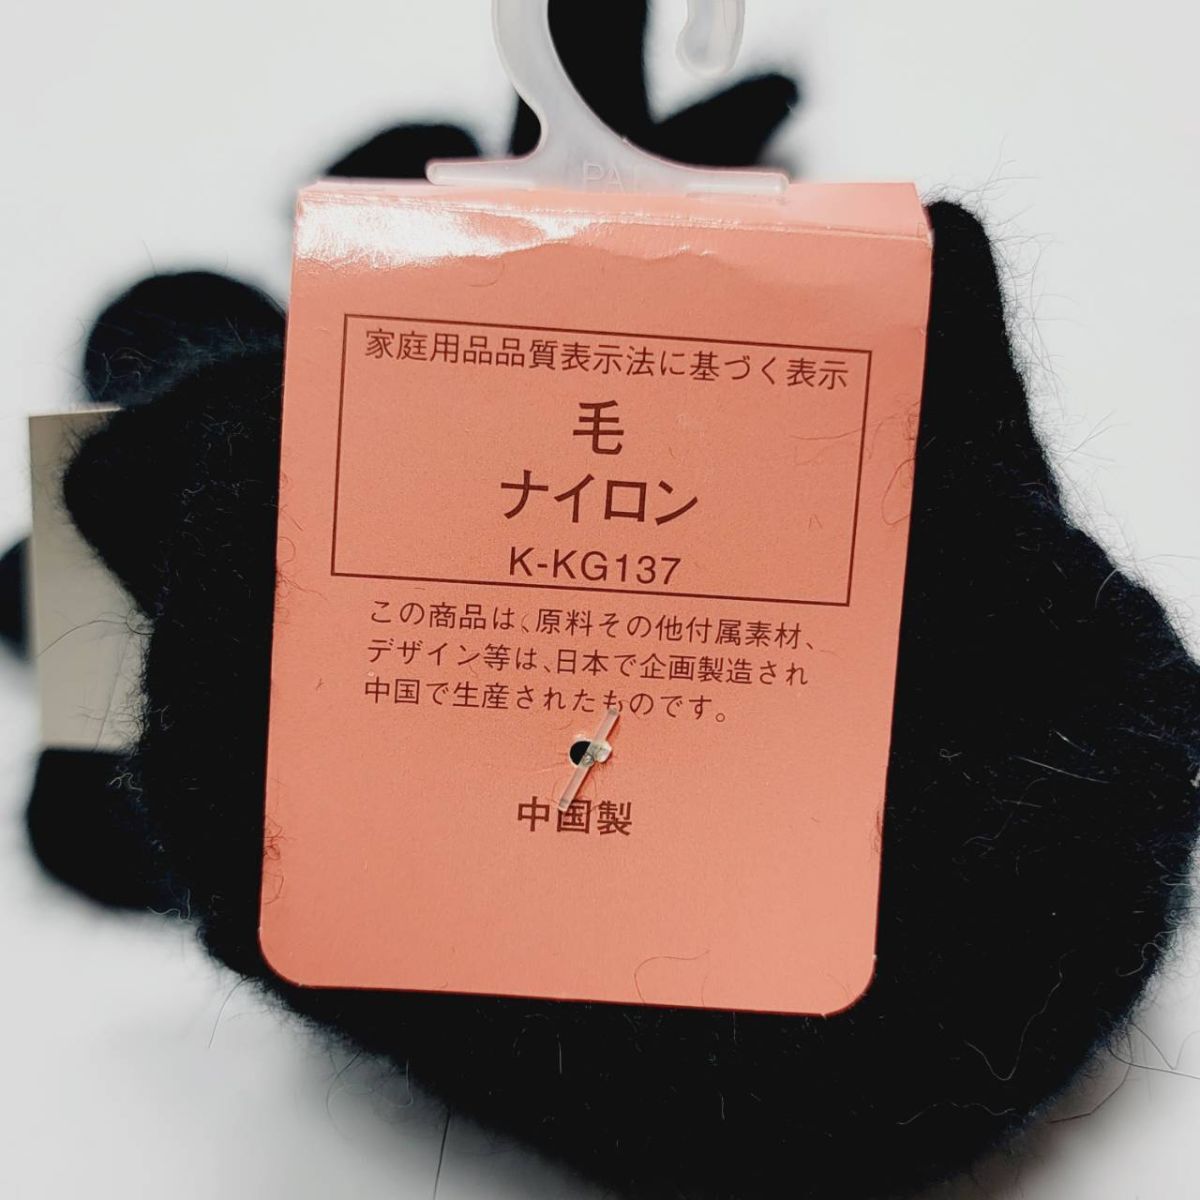 家庭用品品質表示法に基づく表示
毛
ナイロン
K-KG137
この商品は、原料その他付属素材、
デザイン等は、日本で企画製造され
中国で生産されたものです。
中国製